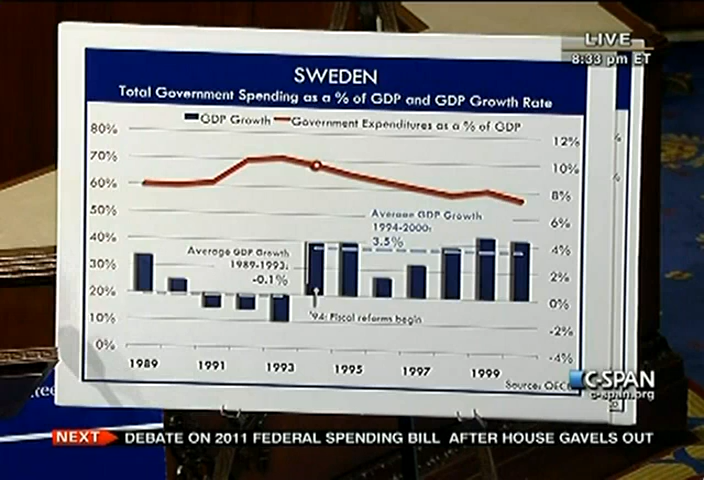 LIVE
8:33 pm ET
SWEDEN
Total Government Spending as a % of GDP and GDP Growth Rate
GDP Growth Government Expenditures as a % of GDP
80%
70%
60%
50%
40%
30%
20%
10%
0%
12%
10%
8%
6%
4%
2%
0%
-2%
-4%
Average GDP Growth
1994-2000:
3.5%
Average GDP Growth
1989-1993:
-0.1%
'94: Fiscal reforms begin
1989 1991 1993 1995 1997 1999
Source: OEC
C-SPAN
c-span.org
NEXT DEBATE ON 2011 FEDERAL SPENDING BILL AFTER HOUSE GAVELS OUT